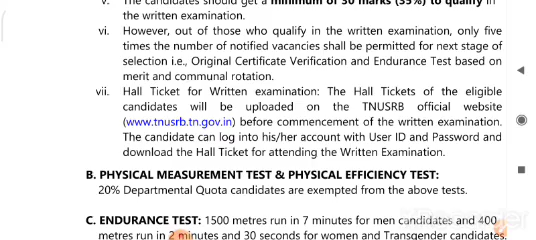 v. The candidates should get a minimum of 30 marks (35%) to qualify in
the written examination.
vi. However, out of those who qualify in the written examination, only five
times the number of notified vacancies shall be permitted for next stage of
selection i.e., Original Certificate Verification and Endurance Test based on
merit and communal rotation.
vii. Hall Ticket for Written examination: The Hall Tickets of the eligible
candidates will be uploaded on the TNUSRB official website
(www.tnusrb.tn.gov.in) before commencement of the written examination.
The candidate can log into his/her account with User ID and Password and
download the Hall Ticket for attending the Written Examination.
B. PHYSICAL MEASUREMENT TEST & PHYSICAL EFFICIENCY TEST:
20% Departmental Quota candidates are exempted from the above tests.
C. ENDURANCE TEST: 1500 metres run in 7 minutes for men candidates and 400
metres run in 2 minutes and 30 seconds for women and Transgender candidates.